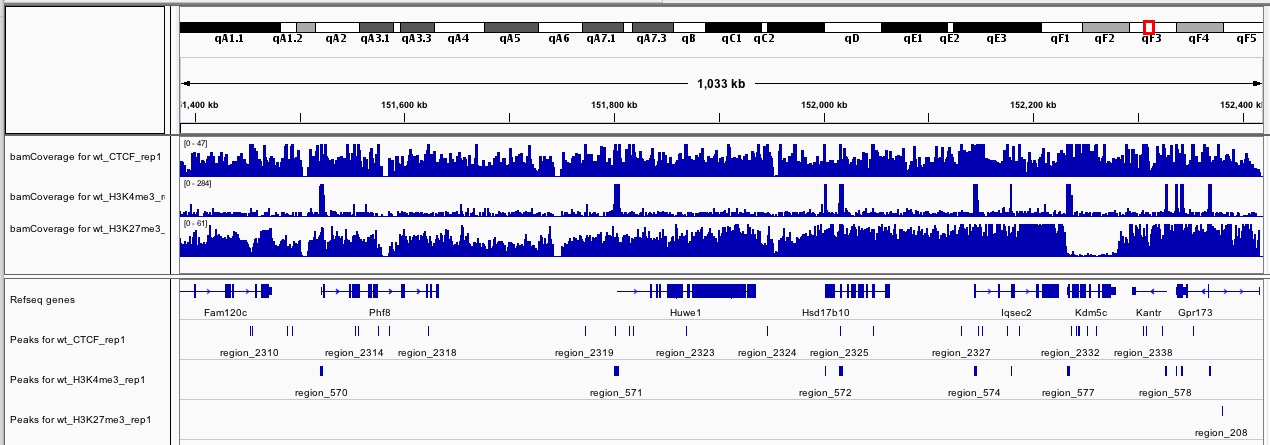 qA1.1 qA1.2 qA2 qA3.1 qA3.3 qA4 qA5 qA6 qA7.1 qA7.3 qB qC1 qC2 qD qE1 qE2 qE3 qF1 qF2 qF3 qF4 qF5
1,033 kb
1,400 kb 151,600 kb 151,800 kb 152,000 kb 152,200 kb 152,400 k
bamCoverage for wt_CTCF_rep1 [0 - 47]
bamCoverage for wt_H3K4me3_r [0 - 284]
bamCoverage for wt_H3K27me3_ [0 - 61]
Refseq genes
Fam120c Phf8 Huwe1 Hsd17b10 Iqsec2 Kdm5c Kantr Gpr173
Peaks for wt_CTCF_rep1
region_2310 region_2314 region_2318 region_2319 region_2323 region_2324 region_2325 region_2327 region_2332 region_2338
Peaks for wt_H3K4me3_rep1
region_570 region_571 region_572 region_574 region_577 region_578
Peaks for wt_H3K27me3_rep1
region_208